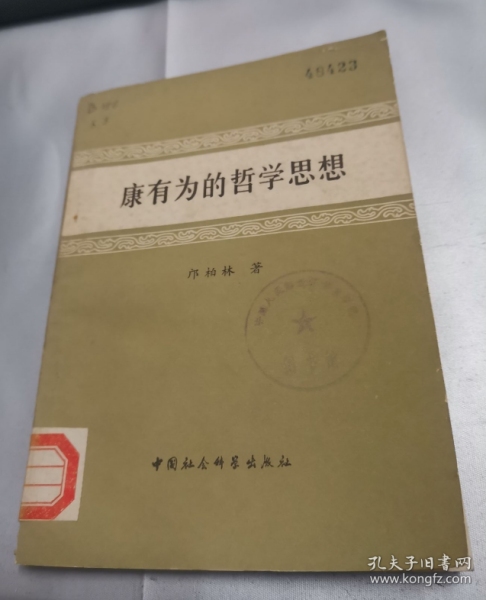 48423
康有为的哲学思想
邝柏林 著
中国社会科学出版社
孔夫子旧书网
www.kongfz.com